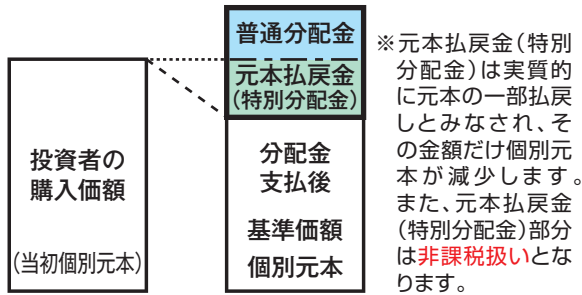 普通分配金
元本払戻金
(特別分配金)
投資者の
購入価額
(当初個別元本)
分配金
支払後
基準価額
個別元本
※元本払戻金(特別
分配金)は実質的
に元本の一部払戻
しとみなされ、そ
の金額だけ個別元
本が減少します。
また、元本払戻金
(特別分配金)部分
は非課税扱いとな
ります。